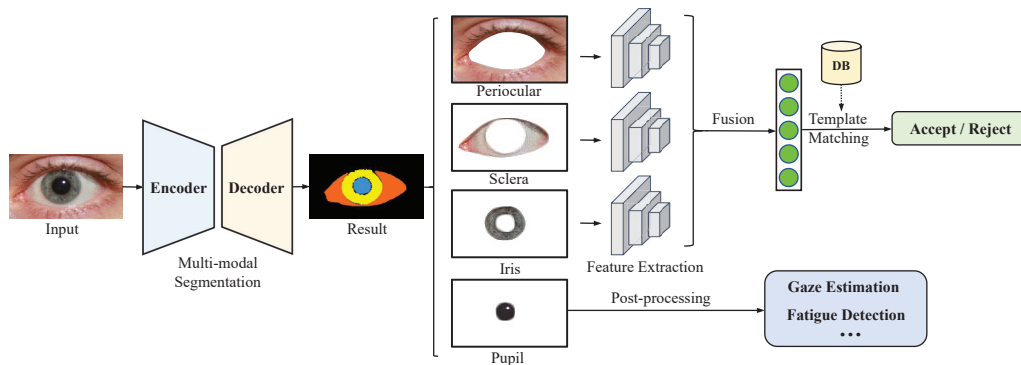 Input
Encoder
Decoder
Multi-modal
Segmentation
Result
Periocular
Sclera
Iris
Pupil
Feature Extraction
Fusion
DB
Template
Matching
Accept / Reject
Post-processing
Gaze Estimation
Fatigue Detection
•••